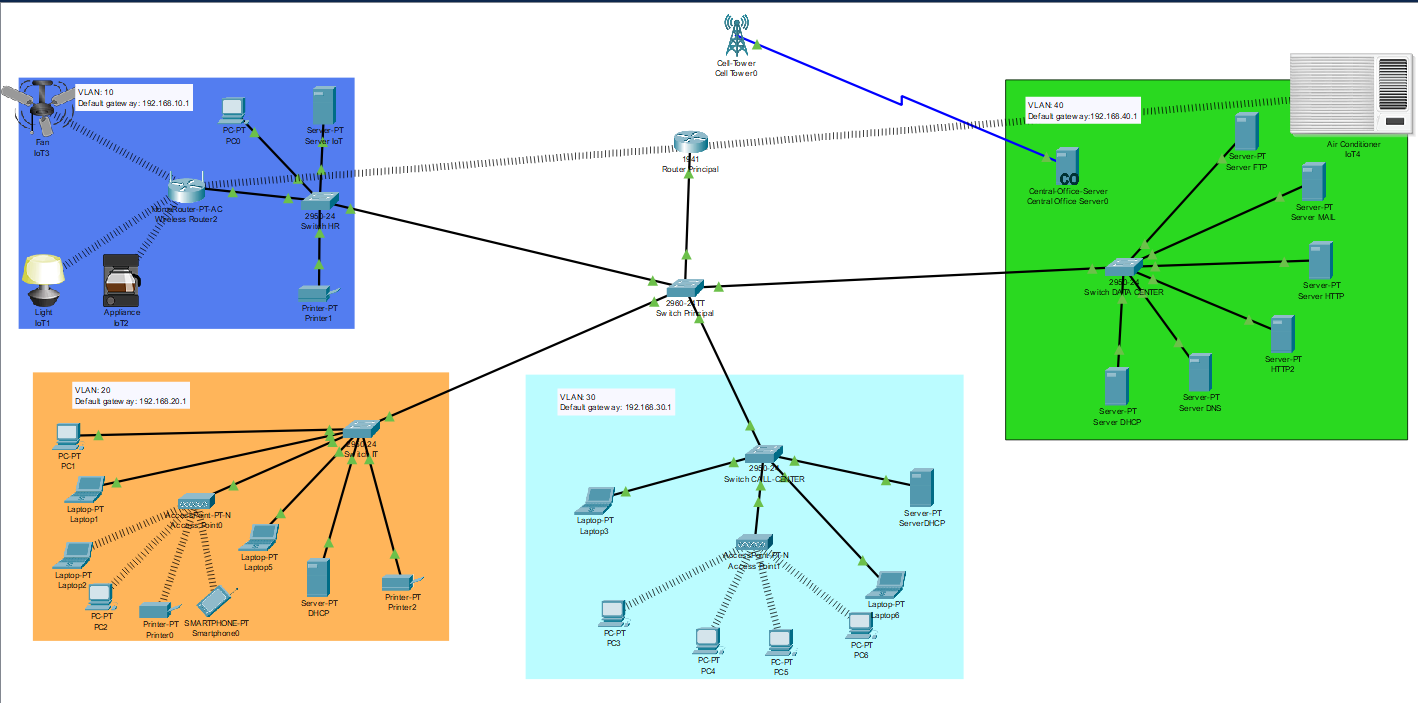 Cell-Tower
Cell Tower0
VLAN: 10
Default gateway: 192.168.10.1
Fan
IoT3
PC-PT
PC0
Server-PT
Server IoT
HomeRouter-PT-AC
Wireless Router2
2950-24
Switch HR
Light
IoT1
Appliance
IoT2
Printer-PT
Printer1
1941
Router Principal
2960-24TT
Switch Principal
VLAN: 40
Default gateway:192.168.40.1
Air Conditioner
IoT4
CO
Central-Office-Server
Central Office Server0
Server-PT
Server FTP
Server-PT
Server MAIL
Server-PT
Server HTTP
2950-24
Switch DATA CENTER
Server-PT
HTTP2
Server-PT
Server DNS
Server-PT
Server DHCP
VLAN: 20
Default gateway: 192.168.20.1
PC-PT
PC1
2950-24
Switch IT
Laptop-PT
Laptop1
AccessPoint-PT-N
Access Point0
Laptop-PT
Laptop2
Laptop-PT
Laptop5
PC-PT
PC2
Printer-PT
Printer0
SMARTPHONE-PT
Smartphone0
Server-PT
DHCP
Printer-PT
Printer2
VLAN: 30
Default gateway: 192.168.30.1
2950-24
Switch CALL-CENTER
Laptop-PT
Laptop3
Server-PT
ServerDHCP
AccessPoint-PT-N
Access Point1
Laptop-PT
Laptop6
PC-PT
PC3
PC-PT
PC4
PC-PT
PC5
PC-PT
PC6